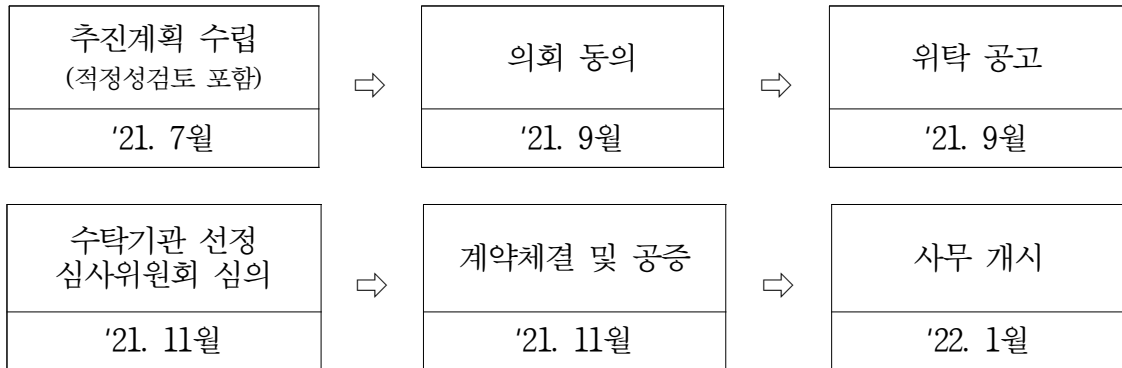 추진계획 수립
(적정성검토 포함)
⇨
의회 동의
⇨
위탁 공고
'21. 7월
'21. 9월
'21. 9월
수탁기관 선정
심사위원회 심의
⇨
계약체결 및 공증
⇨
사무 개시
'21. 11월
'21. 11월
'22. 1월